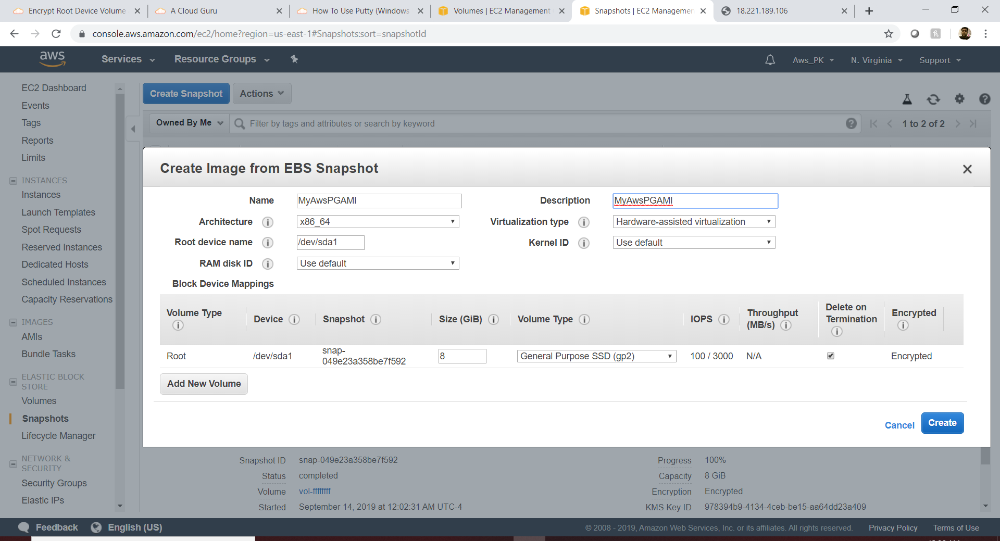 Encrypt Root Device Volume
A Cloud Guru
How To Use Putty (Windows
Volumes | EC2 Management
Snapshots | EC2 Managemen
18.221.189.106
console.aws.amazon.com/ec2/home?region=us-east-1#Snapshots:sort=snapshotId
aws
Services
Resource Groups
Aws_PK
N. Virginia
Support
EC2 Dashboard
Events
Tags
Reports
Limits
INSTANCES
Instances
Launch Templates
Spot Requests
Reserved Instances
Dedicated Hosts
Scheduled Instances
Capacity Reservations
IMAGES
AMIs
Bundle Tasks
ELASTIC BLOCK
STORE
Volumes
Snapshots
Lifecycle Manager
NETWORK &
SECURITY
Security Groups
Elastic IPs
Create Snapshot
Actions
Owned By Me
Filter by tags and attributes or search by keyword
1 to 2 of 2
Create Image from EBS Snapshot
Name MyAwsPGAMI
Description MyAwsPGAMI
Architecture x86_64
Virtualization type Hardware-assisted virtualization
Root device name /dev/sda1
Kernel ID Use default
RAM disk ID Use default
Block Device Mappings
Volume Type
Device
Snapshot
Size (GiB)
Volume Type
IOPS
Throughput
(MB/s)
Delete on
Termination
Encrypted
Root
/dev/sda1
snap-
049e23a358be7f592
8
General Purpose SSD (gp2)
100 / 3000
N/A
Encrypted
Add New Volume
Cancel
Create
Snapshot ID snap-049e23a358be7f592
Progress 100%
Status completed
Capacity 8 GiB
Volume vol-ffffffff
Encryption Encrypted
Started September 14, 2019 at 12:02:31 AM UTC-4
KMS Key ID 978394b9-4134-4ceb-be15-aa64dd23a409
Feedback
English (US)
© 2008 - 2019, Amazon Web Services, Inc. or its affiliates. All rights reserved.
Privacy Policy
Terms of Use